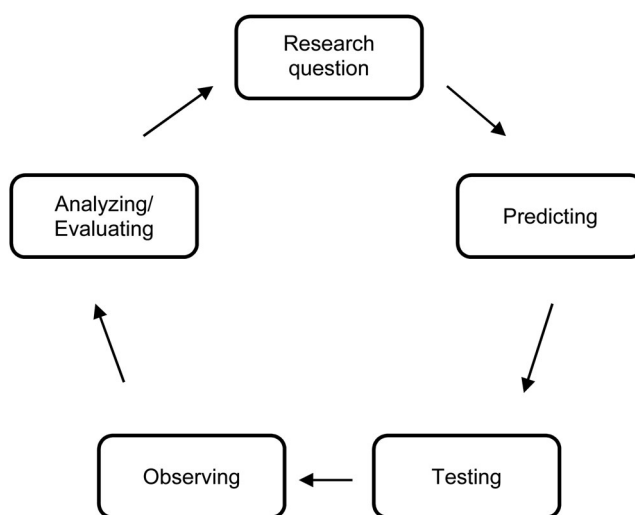 Research
question
Predicting
Testing
Observing
Analyzing/
Evaluating